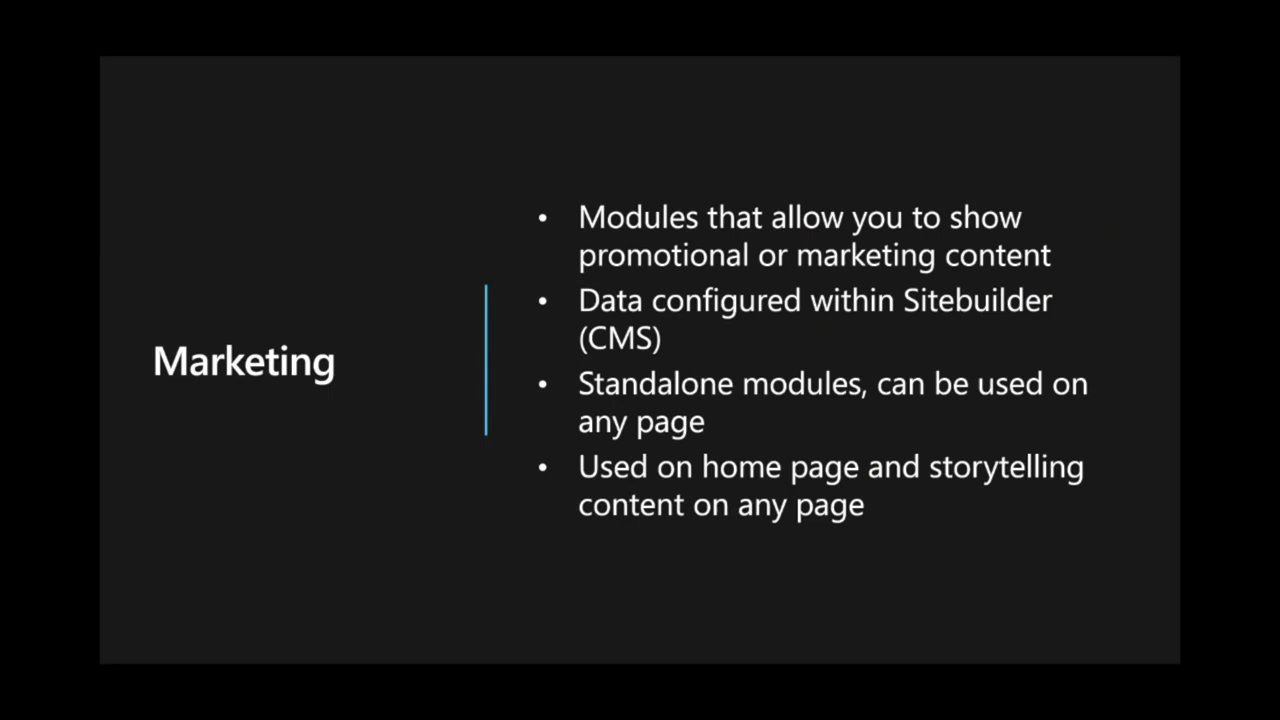 Marketing
• Modules that allow you to show
promotional or marketing content
• Data configured within Sitebuilder
(CMS)
• Standalone modules, can be used on
any page
• Used on home page and storytelling
content on any page